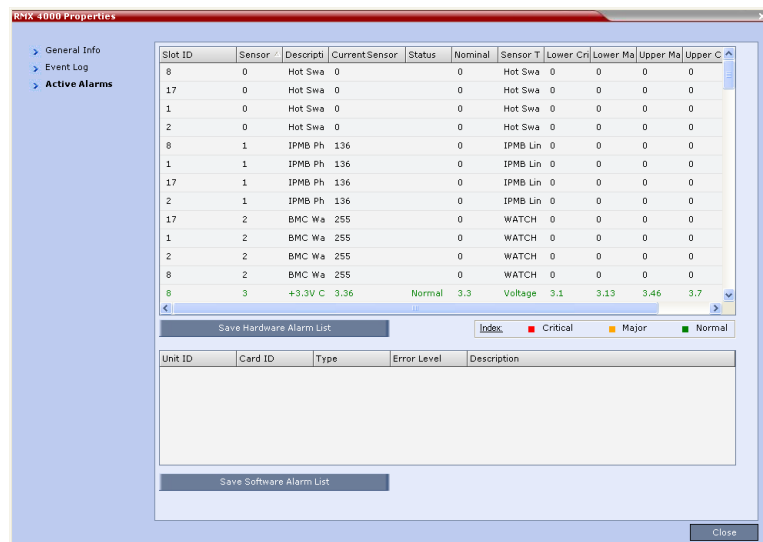 RMX 4000 Properties
General Info
Event Log
Active Alarms
Slot ID Sensor Descripti Current Sensor Status Nominal Sensor T Lower Cri Lower Ma Upper Ma Upper C
8 0 Hot Swa 0 0 Hot Swa 0 0 0 0
17 0 Hot Swa 0 0 Hot Swa 0 0 0 0
1 0 Hot Swa 0 0 Hot Swa 0 0 0 0
2 0 Hot Swa 0 0 Hot Swa 0 0 0 0
8 1 IPMB Ph 136 0 IPMB Lin 0 0 0 0
1 1 IPMB Ph 136 0 IPMB Lin 0 0 0 0
17 1 IPMB Ph 136 0 IPMB Lin 0 0 0 0
2 1 IPMB Ph 136 0 IPMB Lin 0 0 0 0
17 2 BMC Wa 255 0 WATCH 0 0 0 0
1 2 BMC Wa 255 0 WATCH 0 0 0 0
2 2 BMC Wa 255 0 WATCH 0 0 0 0
8 2 BMC Wa 255 0 WATCH 0 0 0 0
8 3 +3.3V C 3.36 Normal 3.3 Voltage 3.1 3.13 3.46 3.7
Save Hardware Alarm List
Index: Critical Major Normal
Unit ID Card ID Type Error Level Description
Save Software Alarm List
Close